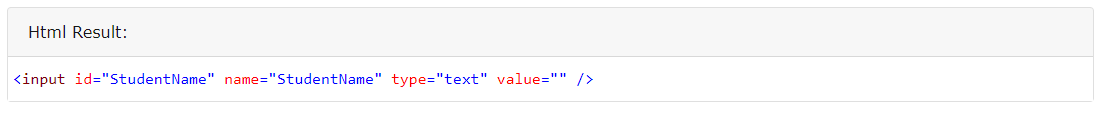 Html Result:
<input id="StudentName" name="StudentName" type="text" value="" />